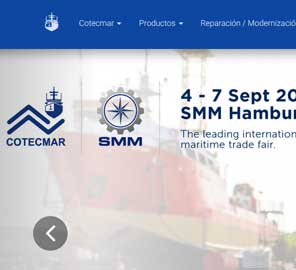 Cotecmar Productos Reparación / Modernizació
4 - 7 Sept 20
SMM Hambur
The leading internation
maritime trade fair.
COTECMAR SMM